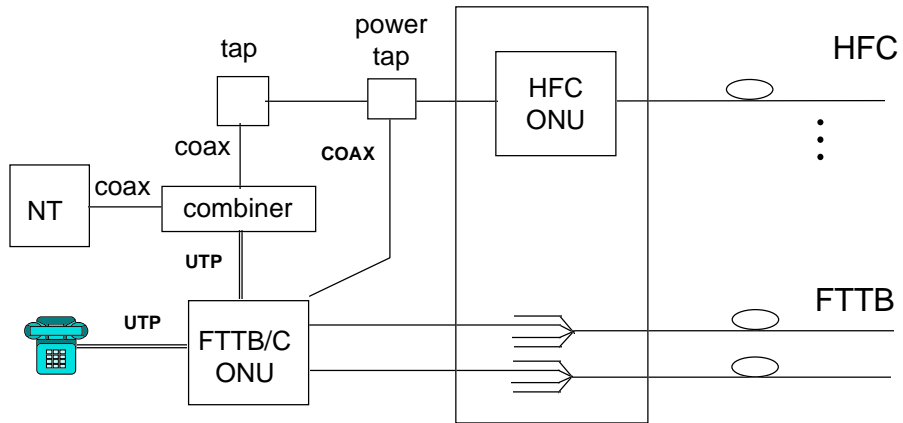 power
tap
tap
HFC
HFC
ONU
coax
COAX
coax
NT
combiner
UTP
FTTB
UTP
FTTB/C
ONU